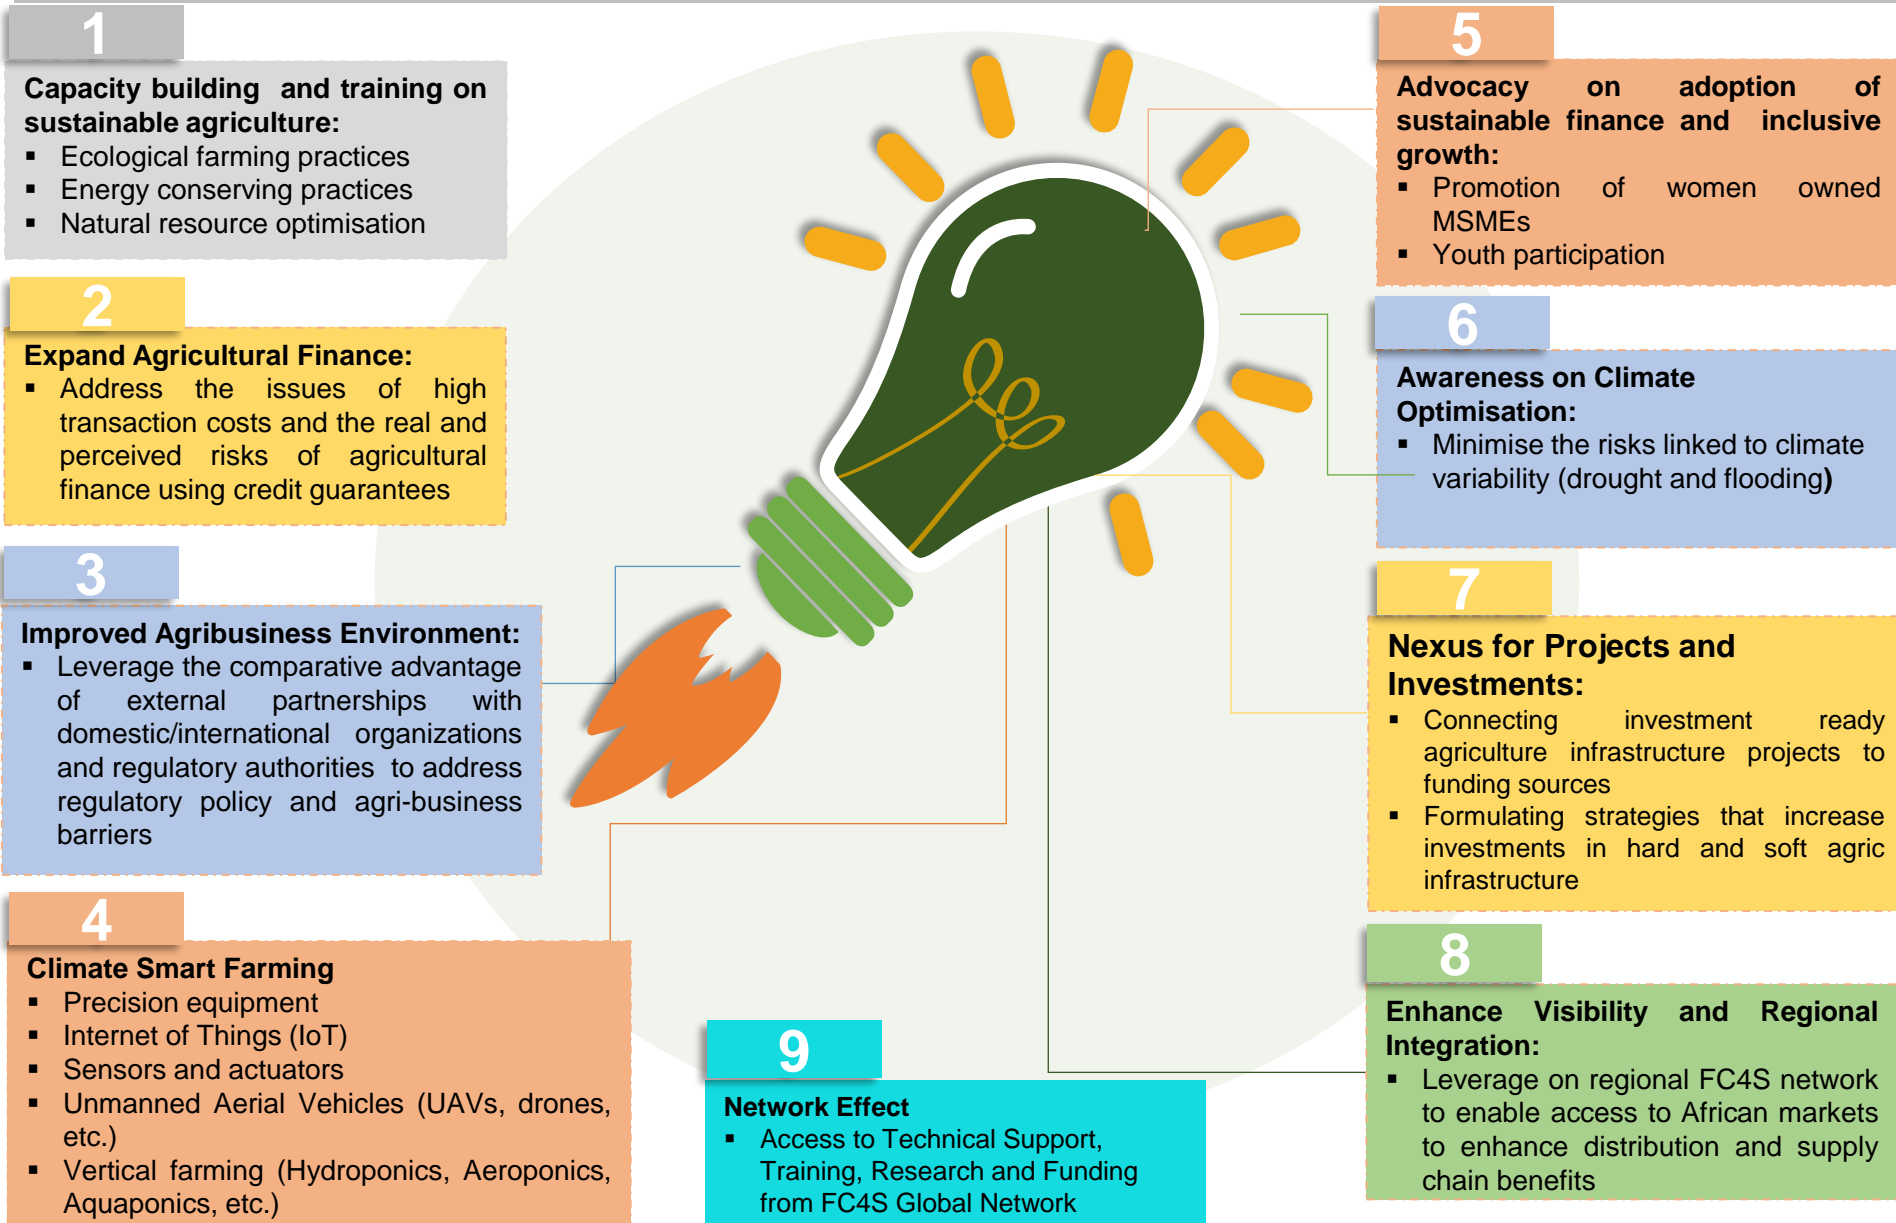 1
Capacity building and training on
sustainable agriculture:
▪ Ecological farming practices
▪ Energy conserving practices
▪ Natural resource optimisation
2
Expand Agricultural Finance:
▪ Address the issues of high
transaction costs and the real and
perceived risks of agricultural
finance using credit guarantees
3
Improved Agribusiness Environment:
▪ Leverage the comparative advantage
of external partnerships with
domestic/international organizations
and regulatory authorities to address
regulatory policy and agri-business
barriers
4
Climate Smart Farming
▪ Precision equipment
▪ Internet of Things (IoT)
▪ Sensors and actuators
▪ Unmanned Aerial Vehicles (UAVs, drones,
etc.)
▪ Vertical farming (Hydroponics, Aeroponics,
Aquaponics, etc.)
5
Advocacy on adoption of
sustainable finance and inclusive
growth:
▪ Promotion of women owned
MSMEs
▪ Youth participation
6
Awareness on Climate
Optimisation:
▪ Minimise the risks linked to climate
variability (drought and flooding)
7
Nexus for Projects and
Investments:
▪ Connecting investment ready
agriculture infrastructure projects to
funding sources
▪ Formulating strategies that increase
investments in hard and soft agric
infrastructure
8
Enhance Visibility and Regional
Integration:
▪ Leverage on regional FC4S network
to enable access to African markets
to enhance distribution and supply
chain benefits
9
Network Effect
▪ Access to Technical Support,
Training, Research and Funding
from FC4S Global Network